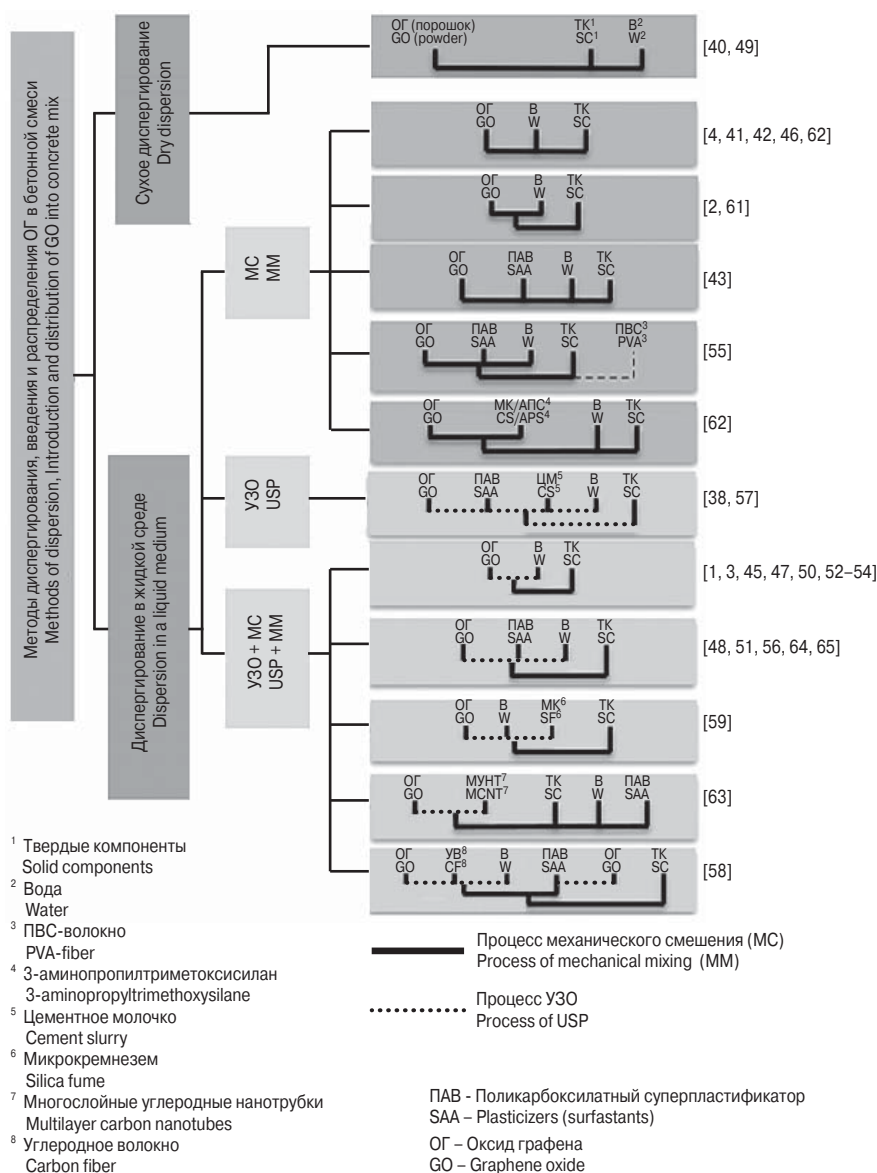 Методы диспергирования, введения и распределения ОГ в бетонной смеси
Methods of dispersion, Introduction and distribution of GO into concrete mix
Сухое диспергирование
Dry dispersion
ОГ (порошок) ТК¹ В²
GO (powder) SC¹ W²
[40, 49]
Диспергирование в жидкой среде
Dispersion in a liquid medium
МС
MM
ОГ В ТК
GO W SC
[4, 41, 42, 46, 62]
ОГ В ТК
GO W SC
[2, 61]
ОГ ПАВ В ТК
GO SAA W SC
[43]
ОГ ПАВ В ТК ПВС³
GO SAA W SC PVA³
[55]
ОГ МК/АПС⁴ В ТК
GO CS/APS⁴ W SC
[62]
УЗО
USP
ОГ ПАВ ЦМ⁵ В ТК
GO SAA CS⁵ W SC
[38, 57]
УЗО + МС
USP + MM
ОГ В ТК
GO W SC
[1, 3, 45, 47, 50, 52–54]
ОГ ПАВ В ТК
GO SAA W SC
[48, 51, 56, 64, 65]
ОГ В МК⁶ ТК
GO W SF⁶ SC
[59]
ОГ МУНТ⁷ ТК В ПАВ
GO MCNT⁷ SC W SAA
[63]
ОГ УВ⁸ В ПАВ ОГ ТК
GO CF⁸ W SAA GO SC
[58]
¹ Твердые компоненты
Solid components
² Вода
Water
³ ПВС-волокно
PVA-fiber
⁴ 3-аминопропилтриметоксисилан
3-aminopropyltrimethoxysilane
⁵ Цементное молочко
Cement slurry
⁶ Микрокремнезем
Silica fume
⁷ Многослойные углеродные нанотрубки
Multilayer carbon nanotubes
⁸ Углеродное волокно
Carbon fiber
Процесс механического смешения (МС)
Process of mechanical mixing (MM)
Процесс УЗО
Process of USP
ПАВ - Поликарбоксилатный суперпластификатор
SAA – Plasticizers (surfastants)
ОГ – Оксид графена
GO – Graphene oxide